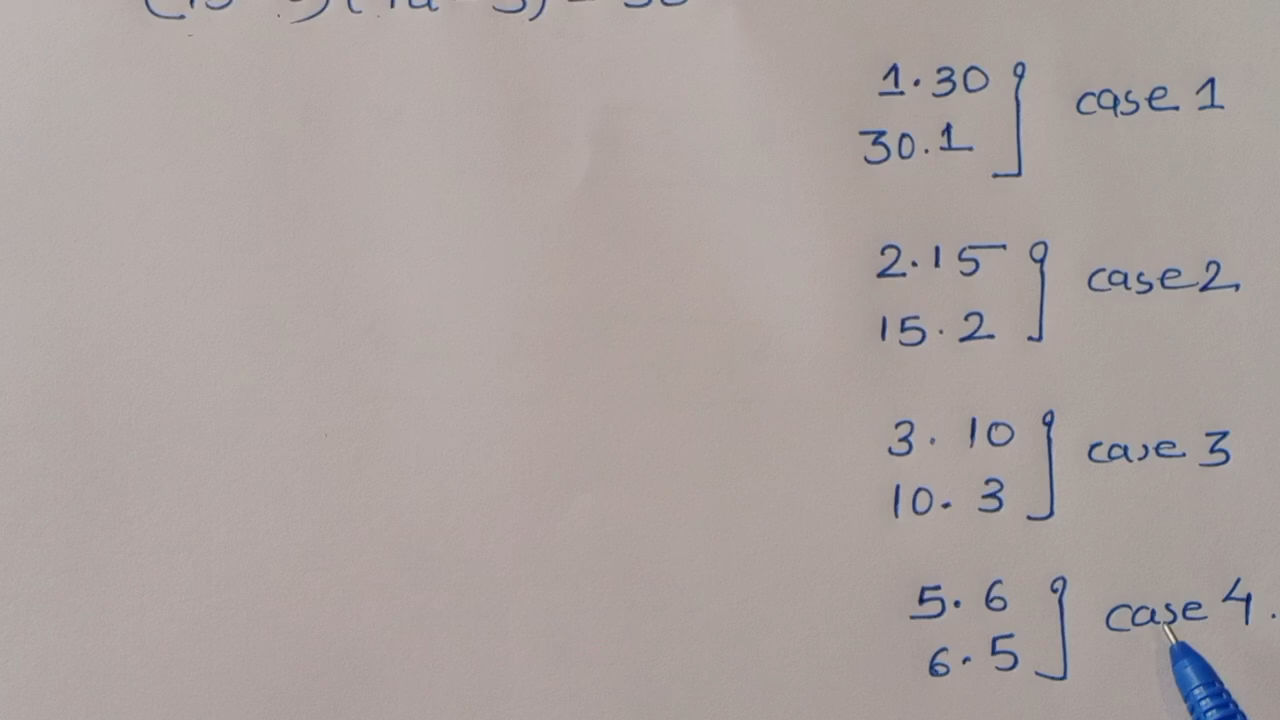 1.30
30.1
case 1
2.15
15.2
case 2
3. 10
10. 3
case 3
5. 6
6.5
case 4.